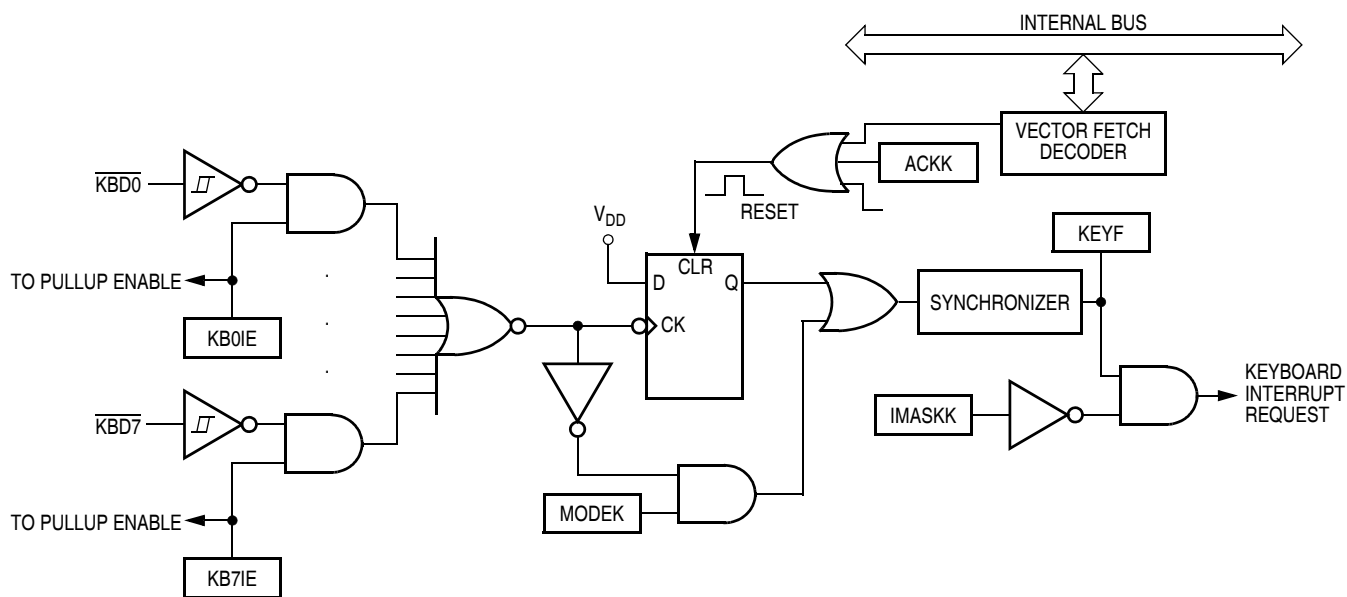 INTERNAL BUS
VECTOR FETCH
DECODER
ACKK
KBD0
RESET
VDD
KEYF
CLR
TO PULLUP ENABLE
D
Q
SYNCHRONIZER
CK
KB0IE
KEYBOARD
INTERRUPT
REQUEST
KBD7
IMASKK
MODEK
TO PULLUP ENABLE
KB7IE